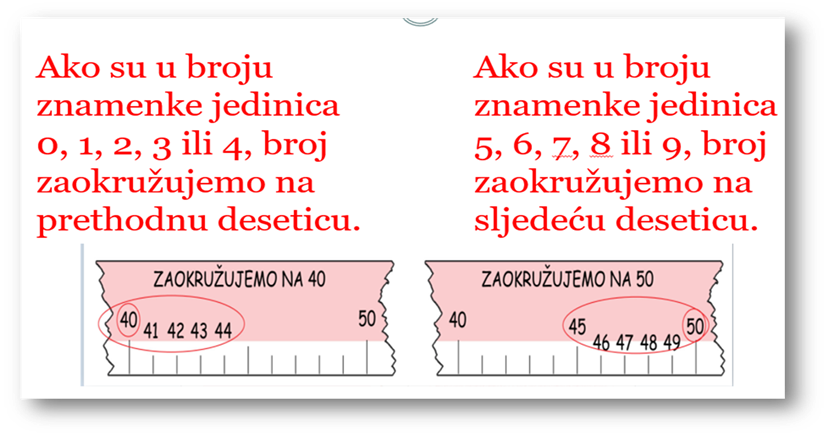 Ako su u broju
znamenke jedinica
0, 1, 2, 3 ili 4, broj
zaokružujemo na
prethodnu deseticu.
Ako su u broju
znamenke jedinica
5, 6, 7, 8 ili 9, broj
zaokružujemo na
sljedeću deseticu.
ZAOKRUŽUJEMO NA 40
40 41 42 43 44 50
ZAOKRUŽUJEMO NA 50
40 45 46 47 48 49 50